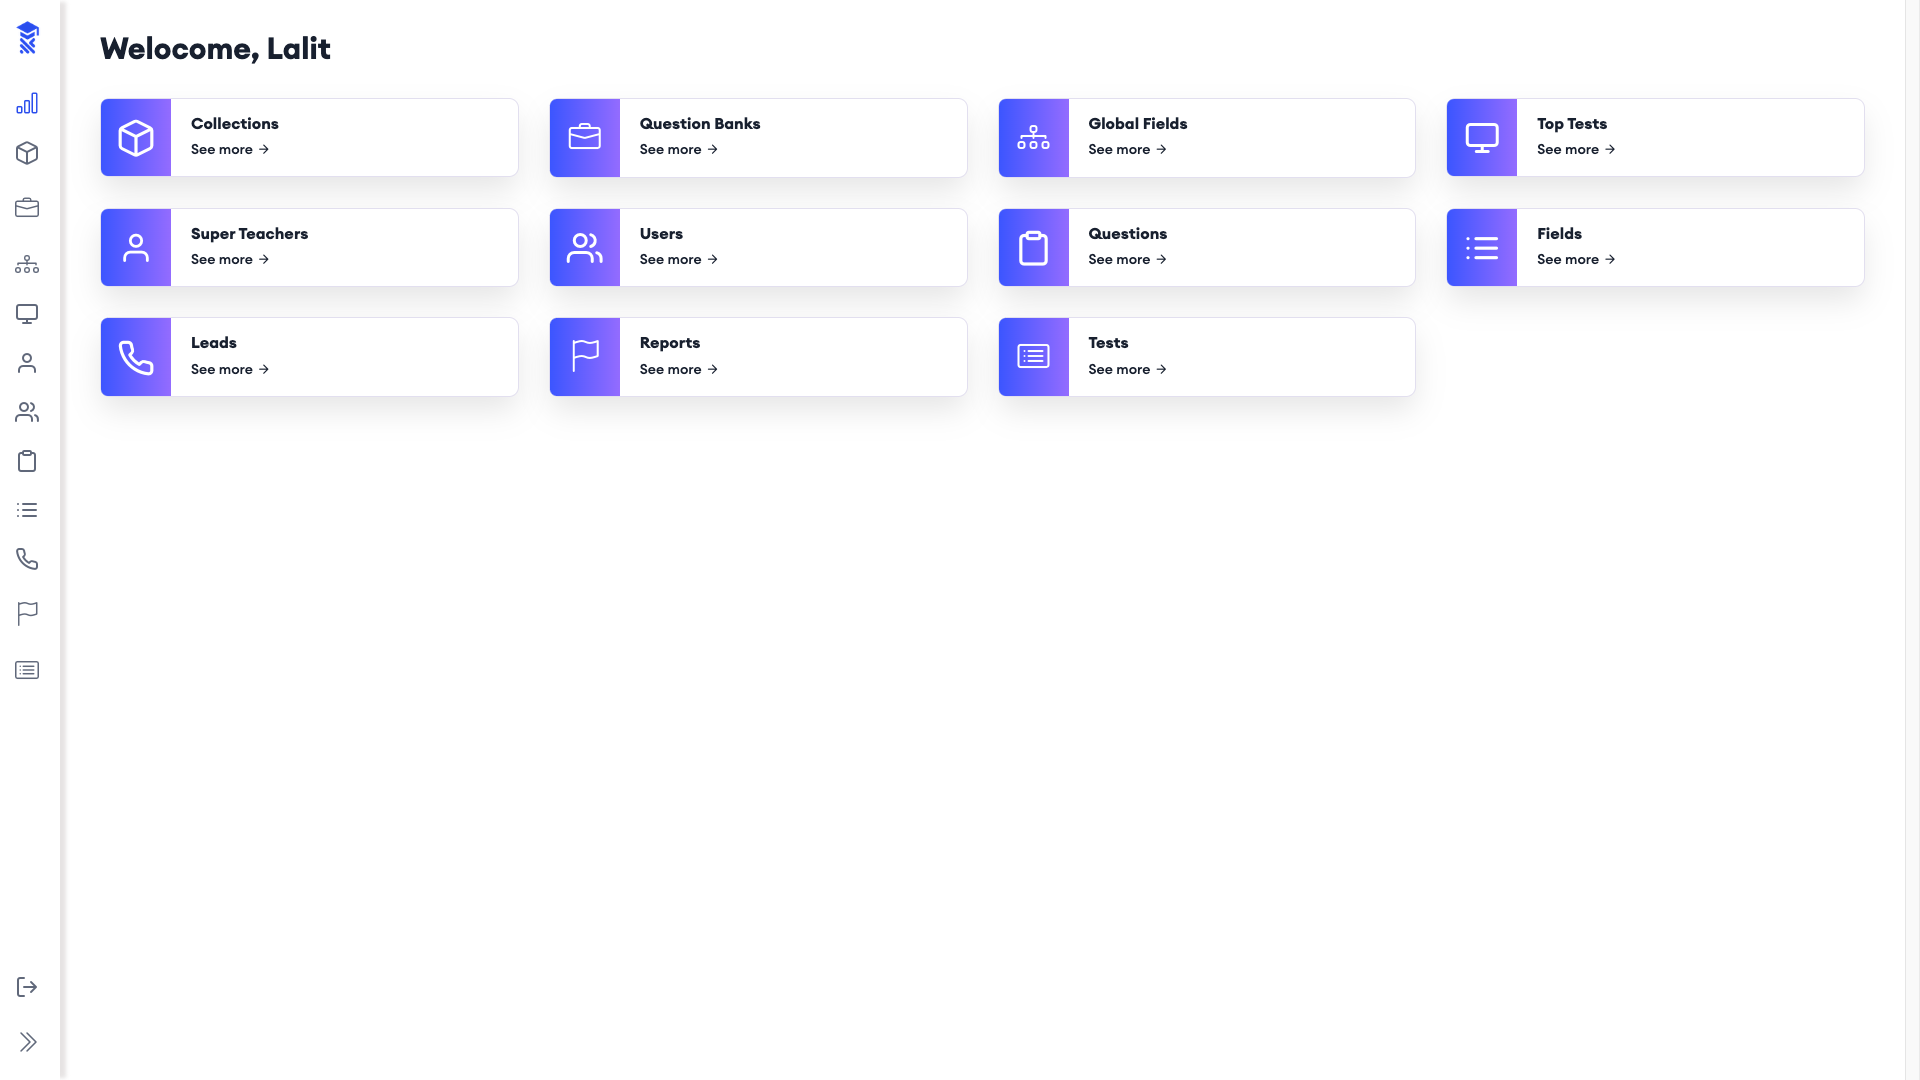 Welocome, Lalit
Collections
See more →
Question Banks
See more →
Global Fields
See more →
Top Tests
See more →
Super Teachers
See more →
Users
See more →
Questions
See more →
Fields
See more →
Leads
See more →
Reports
See more →
Tests
See more →